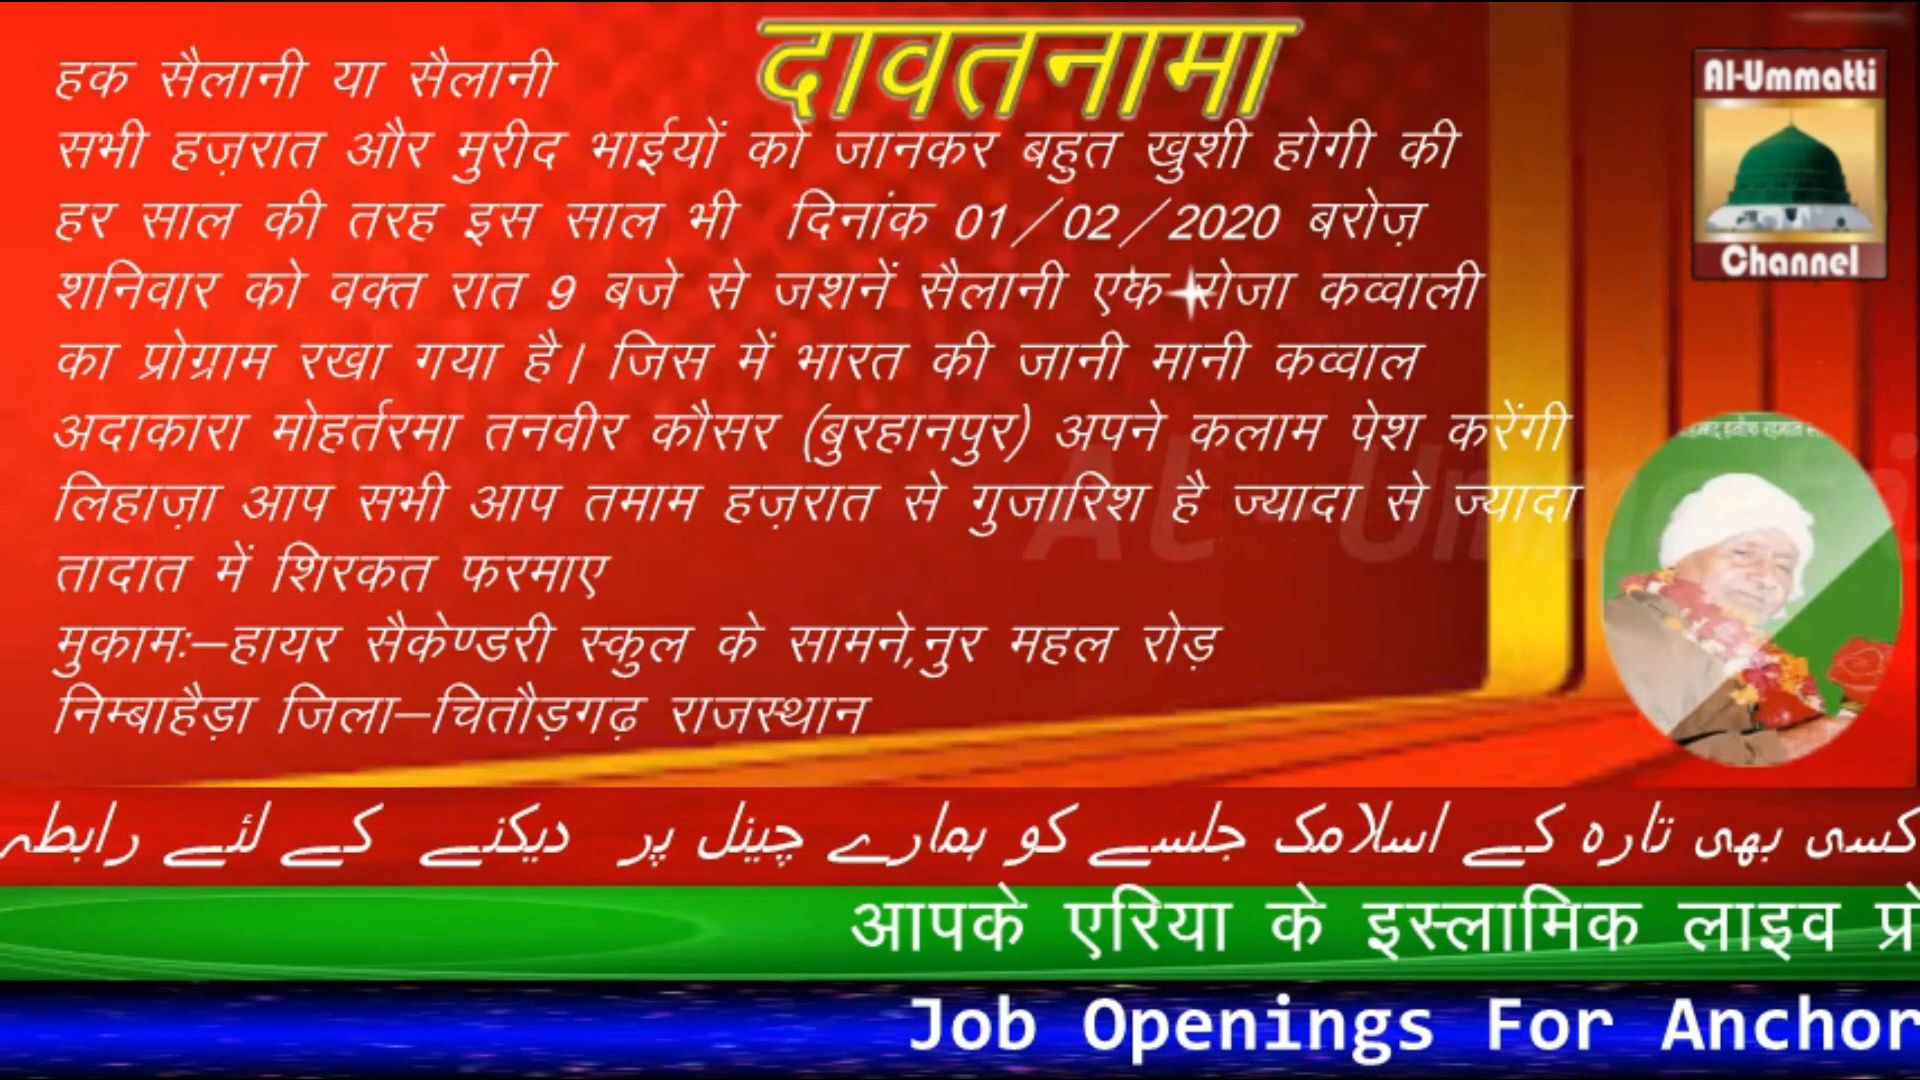 दावतनामा
हक सैलानी या सैलानी
सभी हज़रात और मुरीद भाईयों को जानकर बहुत खुशी होगी की
हर साल की तरह इस साल भी दिनांक 01/02/2020 बरोज़
शनिवार को वक्त रात 9 बजे से जशनें सैलानी एक रोजा कव्वाली
का प्रोग्राम रखा गया है। जिस में भारत की जानी मानी कव्वाल
अदाकारा मोहर्तरमा तनवीर कौसर (बुरहानपुर) अपने कलाम पेश करेंगी
लिहाज़ा आप सभी आप तमाम हज़रात से गुजारिश है ज्यादा से ज्यादा
तादात में शिरकत फरमाए
मुकामः–हायर सैकेण्डरी स्कुल के सामने,नुर महल रोड़
निम्बाहैड़ा जिला–चितौड़गढ़ राजस्थान
Al-Ummatti
Channel
Al-Ummatti
کسی بھی تارہ کے اسلامک جلسے کو ہمارے چینل پر دیکنے کے لئے رابطہ
आपके एरिया के इस्लामिक लाइव प्रो
Job Openings For Anchor